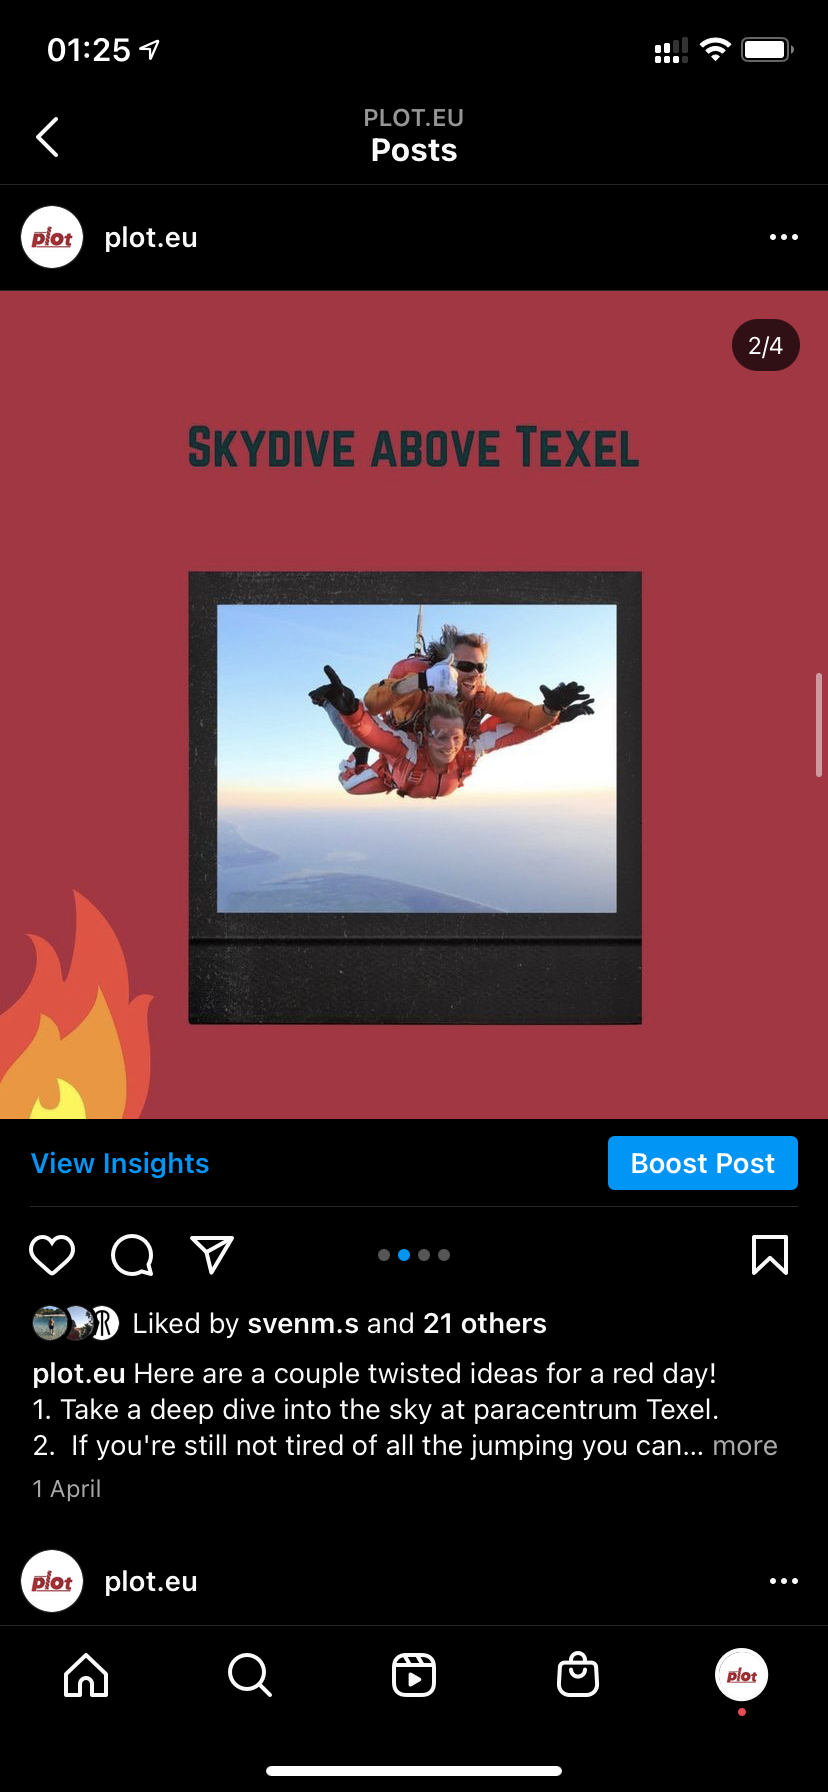 01:25
PLOT.EU
Posts
plot
plot.eu
2/4
SKYDIVE ABOVE TEXEL
View Insights
Boost Post
Liked by svenm.s and 21 others
plot.eu Here are a couple twisted ideas for a red day!
1. Take a deep dive into the sky at paracentrum Texel.
2.  If you're still not tired of all the jumping you can... more
1 April
plot
plot.eu
plot